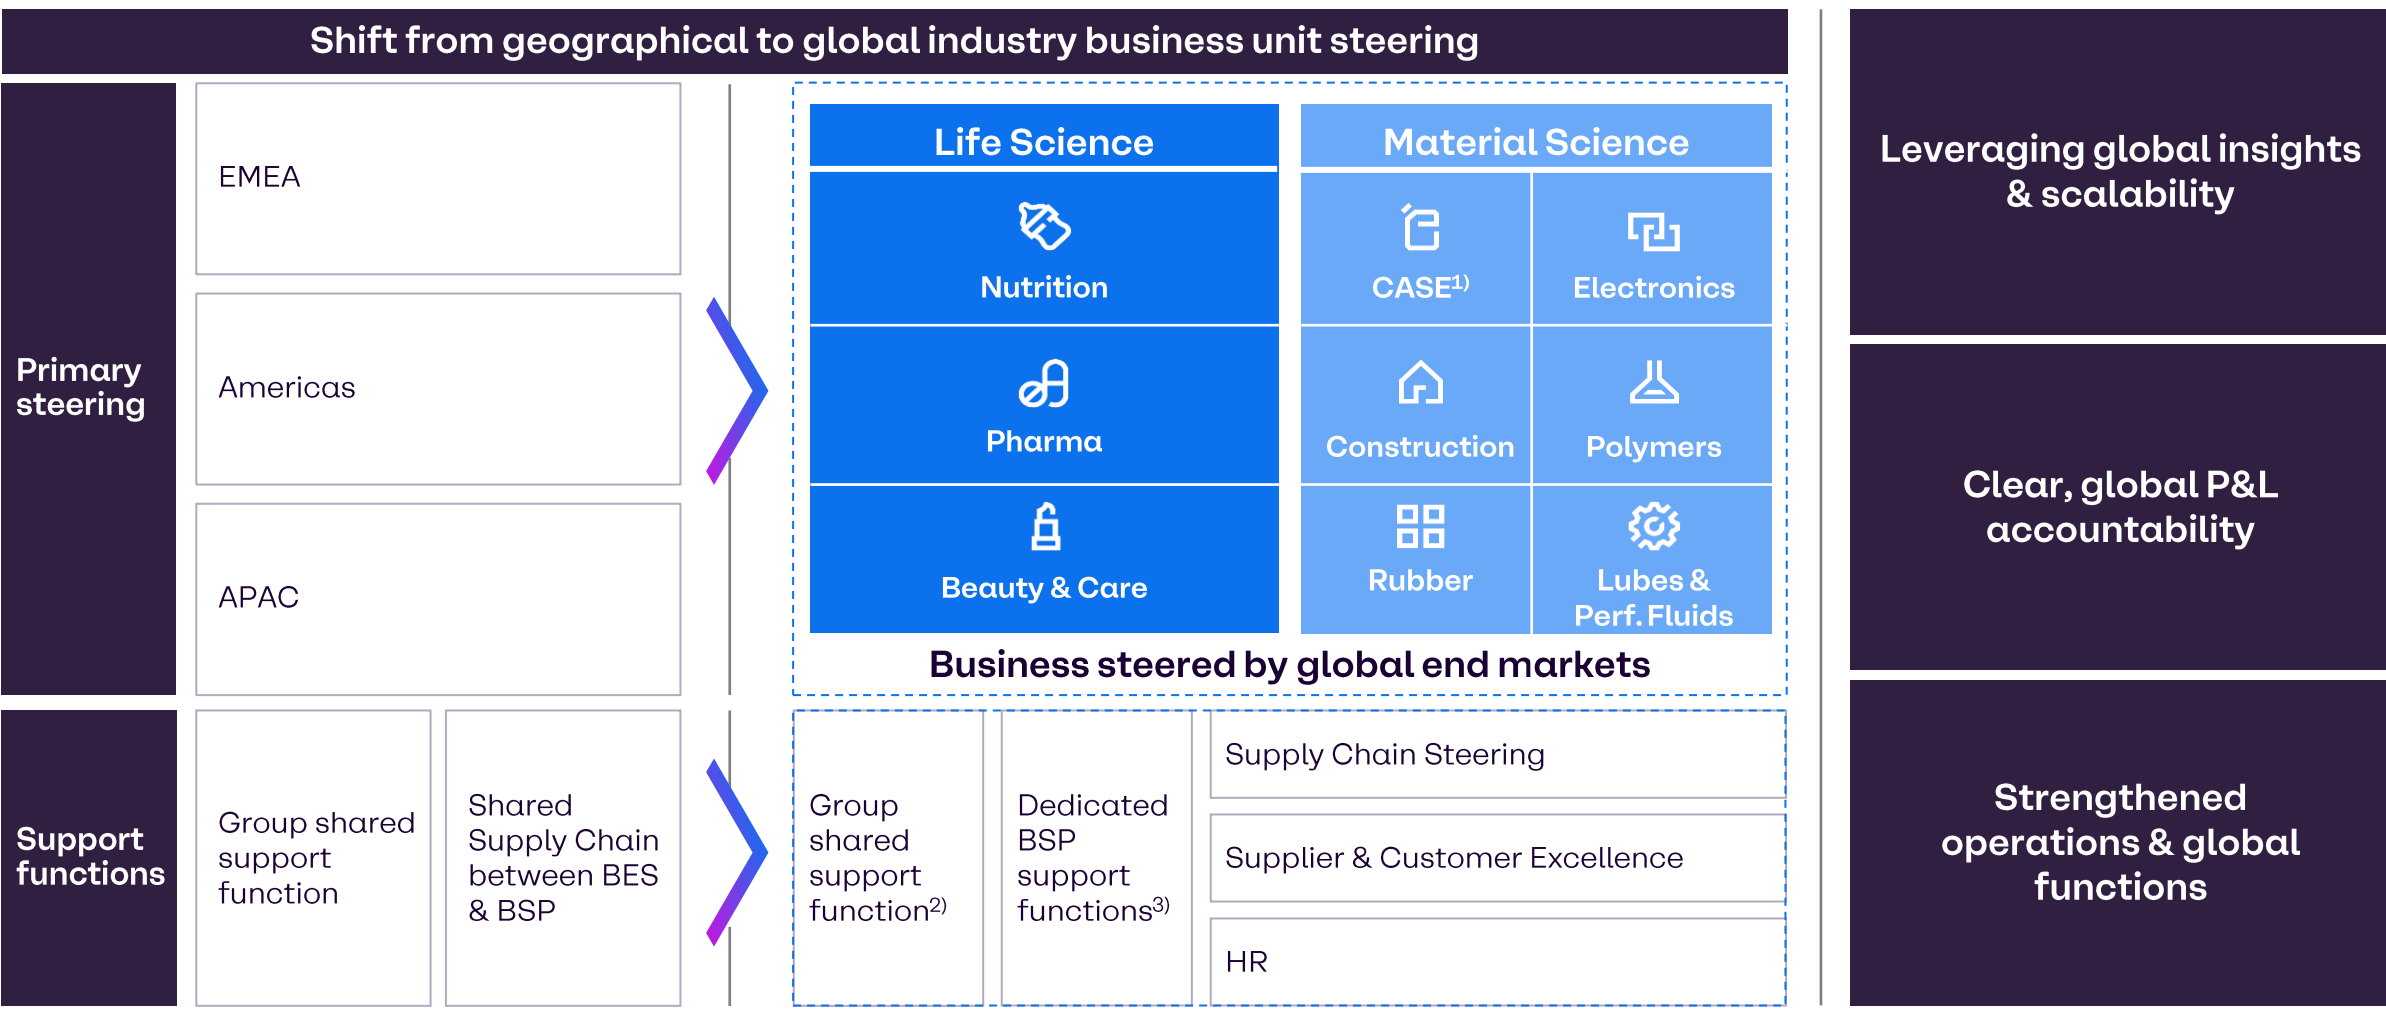 Shift from geographical to global industry business unit steering
Primary
steering
EMEA
Americas
APAC
Life Science
Nutrition
Pharma
Beauty & Care
Material Science
CASE1)
Electronics
Construction
Polymers
Rubber
Lubes &
Perf. Fluids
Business steered by global end markets
Support
functions
Group shared
support
function
Shared
Supply Chain
between BES
& BSP
Group
shared
support
function2)
Dedicated
BSP
support
functions3)
Supply Chain Steering
Supplier & Customer Excellence
HR
Leveraging global insights
& scalability
Clear, global P&L
accountability
Strengthened
operations & global
functions